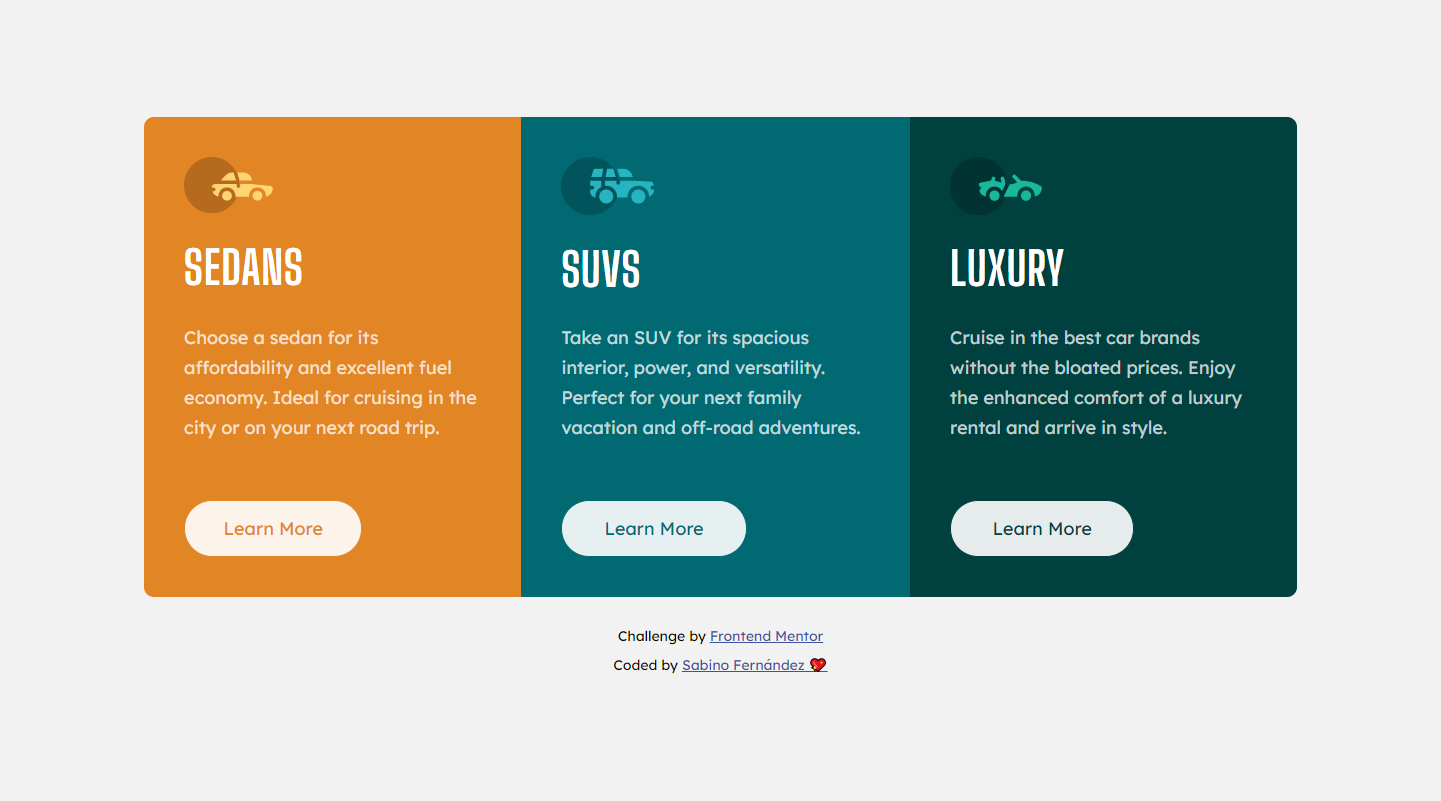 SEDANS
Choose a sedan for its
affordability and excellent fuel
economy. Ideal for cruising in the
city or on your next road trip.
Learn More
SUVS
Take an SUV for its spacious
interior, power, and versatility.
Perfect for your next family
vacation and off-road adventures.
Learn More
LUXURY
Cruise in the best car brands
without the bloated prices. Enjoy
the enhanced comfort of a luxury
rental and arrive in style.
Learn More
Challenge by Frontend Mentor
Coded by Sabino Fernández 💖